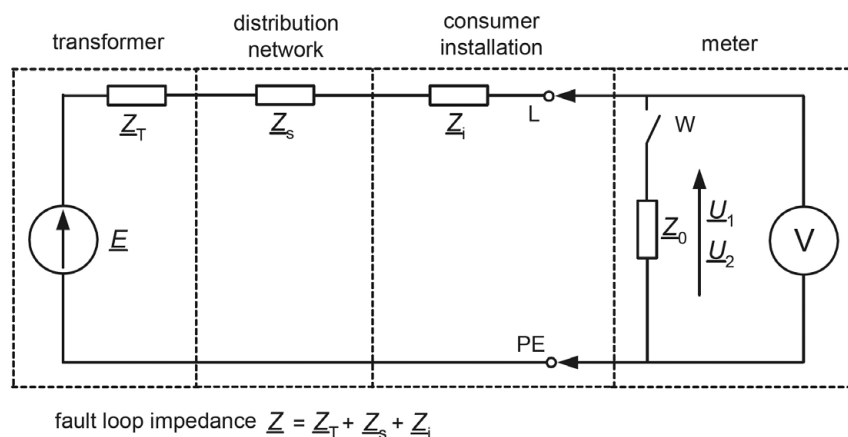 transformer
distribution
network
consumer
installation
meter
Z_T
Z_s
Z_i
L
W
E
Z_0
U_1
U_2
V
PE
fault loop impedance Z = Z_T + Z_s + Z_i